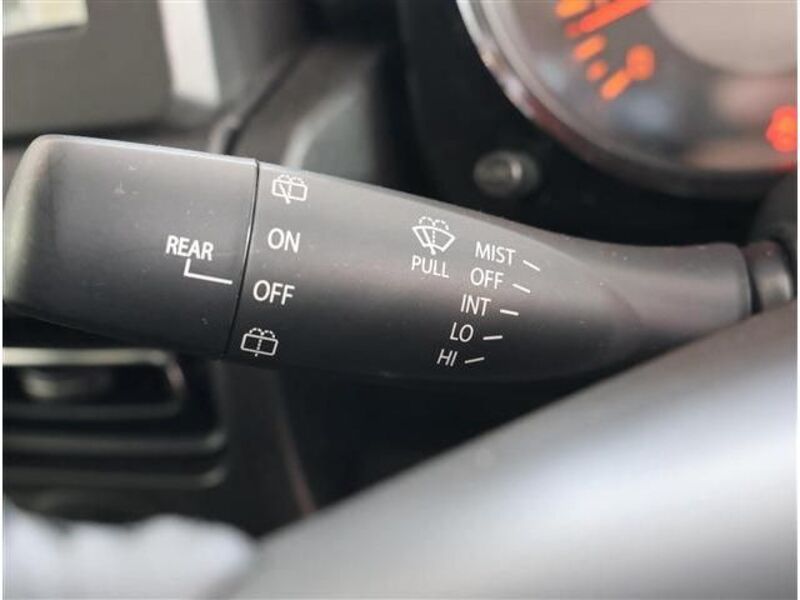 REAR
ON
OFF
PULL
MIST
OFF
INT
LO
HI